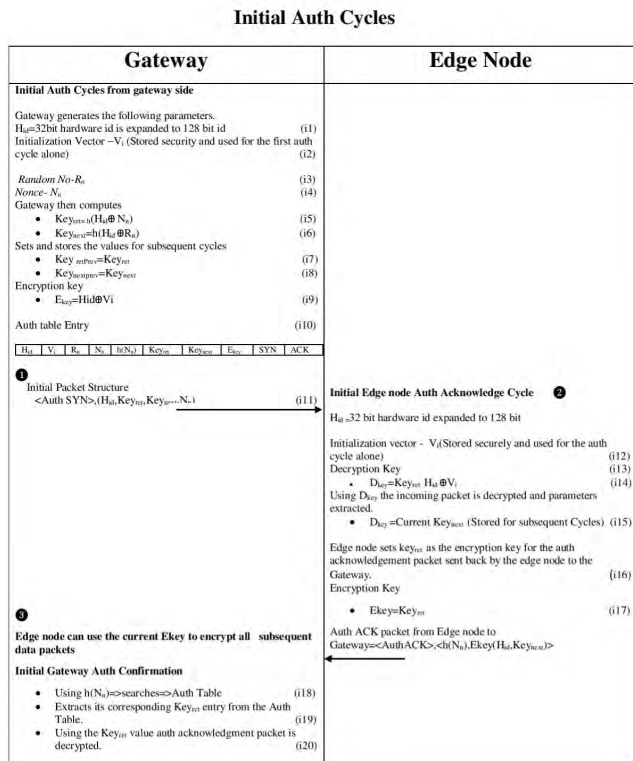 Initial Auth Cycles
Gateway
Initial Auth Cycles from gateway side
Gateway generates the following parameters.
Hid=32bit hardware id is expanded to 128 bit id (i1)
Initialization Vector –Vi (Stored security and used for the first auth
cycle alone) (i2)
Random No-Rn (i3)
Nonce- Nn (i4)
Gateway then computes
• Keyret= h(Hid⊕ Nn) (i5)
• Keynext=h(Hid ⊕Rn) (i6)
Sets and stores the values for subsequent cycles
• Key retPrev=Keyret (i7)
• Keynextprev=Keynext (i8)
Encryption key
• Ekey=Hid⊕Vi (i9)
Auth table Entry (i10)
Hid Vi Rn Nn h(Nn) Keyret Keynext Ekey SYN ACK
❶
Initial Packet Structure
<Auth SYN>,(Hid,Keyret,Keyn...Nn) (i11)
❸
Edge node can use the current Ekey to encrypt all subsequent
data packets
Initial Gateway Auth Confirmation
• Using h(Nn)=>searches=>Auth Table (i18)
• Extracts its corresponding Keyret entry from the Auth
Table. (i19)
• Using the Keyret value auth acknowledgment packet is
decrypted. (i20)
Edge Node
Initial Edge node Auth Acknowledge Cycle ❷
Hid =32 bit hardware id expanded to 128 bit
Initialization vector - Vi(Stored securely and used for the auth
cycle alone) (i12)
Decryption Key (i13)
• Dkey=Keyret Hid ⊕Vi (i14)
Using Dkey the incoming packet is decrypted and parameters
extracted.
• Dkey =Current Keynext (Stored for subsequent Cycles) (i15)
Edge node sets keyret as the encryption key for the auth
acknowledgement packet sent back by the edge node to the
Gateway. (i16)
Encryption Key
• Ekey=Keyret (i17)
Auth ACK packet from Edge node to
Gateway=<AuthACK>,<h(Nn),Ekey(Hid,Keynext)>